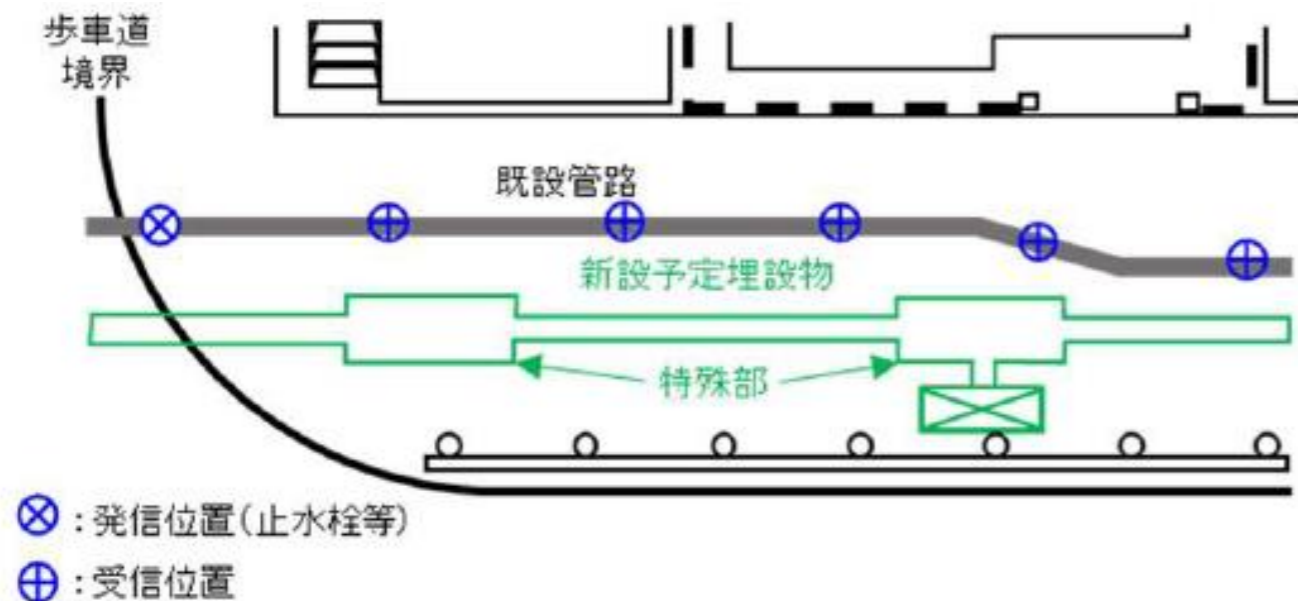 歩車道
境界
既設管路
新設予定埋設物
特殊部
:発信位置(止水栓等)
:受信位置